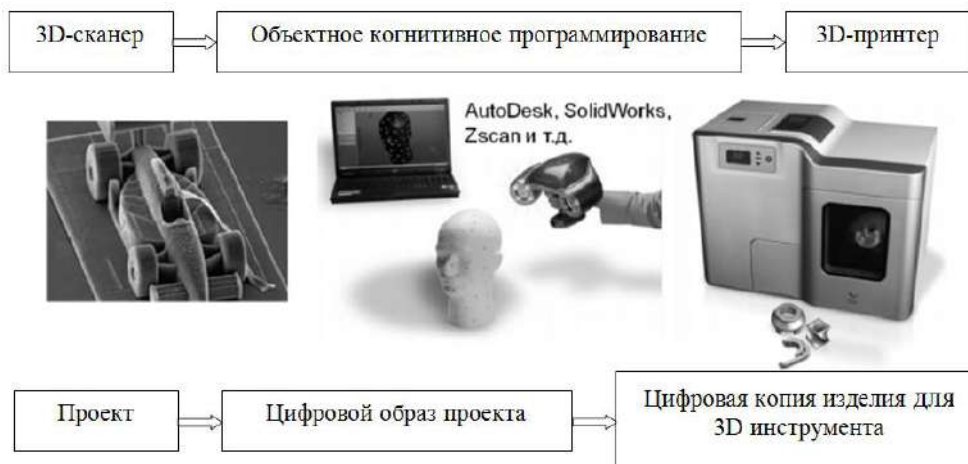 3D-сканер
Объектное когнитивное программирование
3D-принтер
AutoDesk, SolidWorks,
Zscan и т.д.
Проект
Цифровой образ проекта
Цифровая копия изделия для
3D инструмента